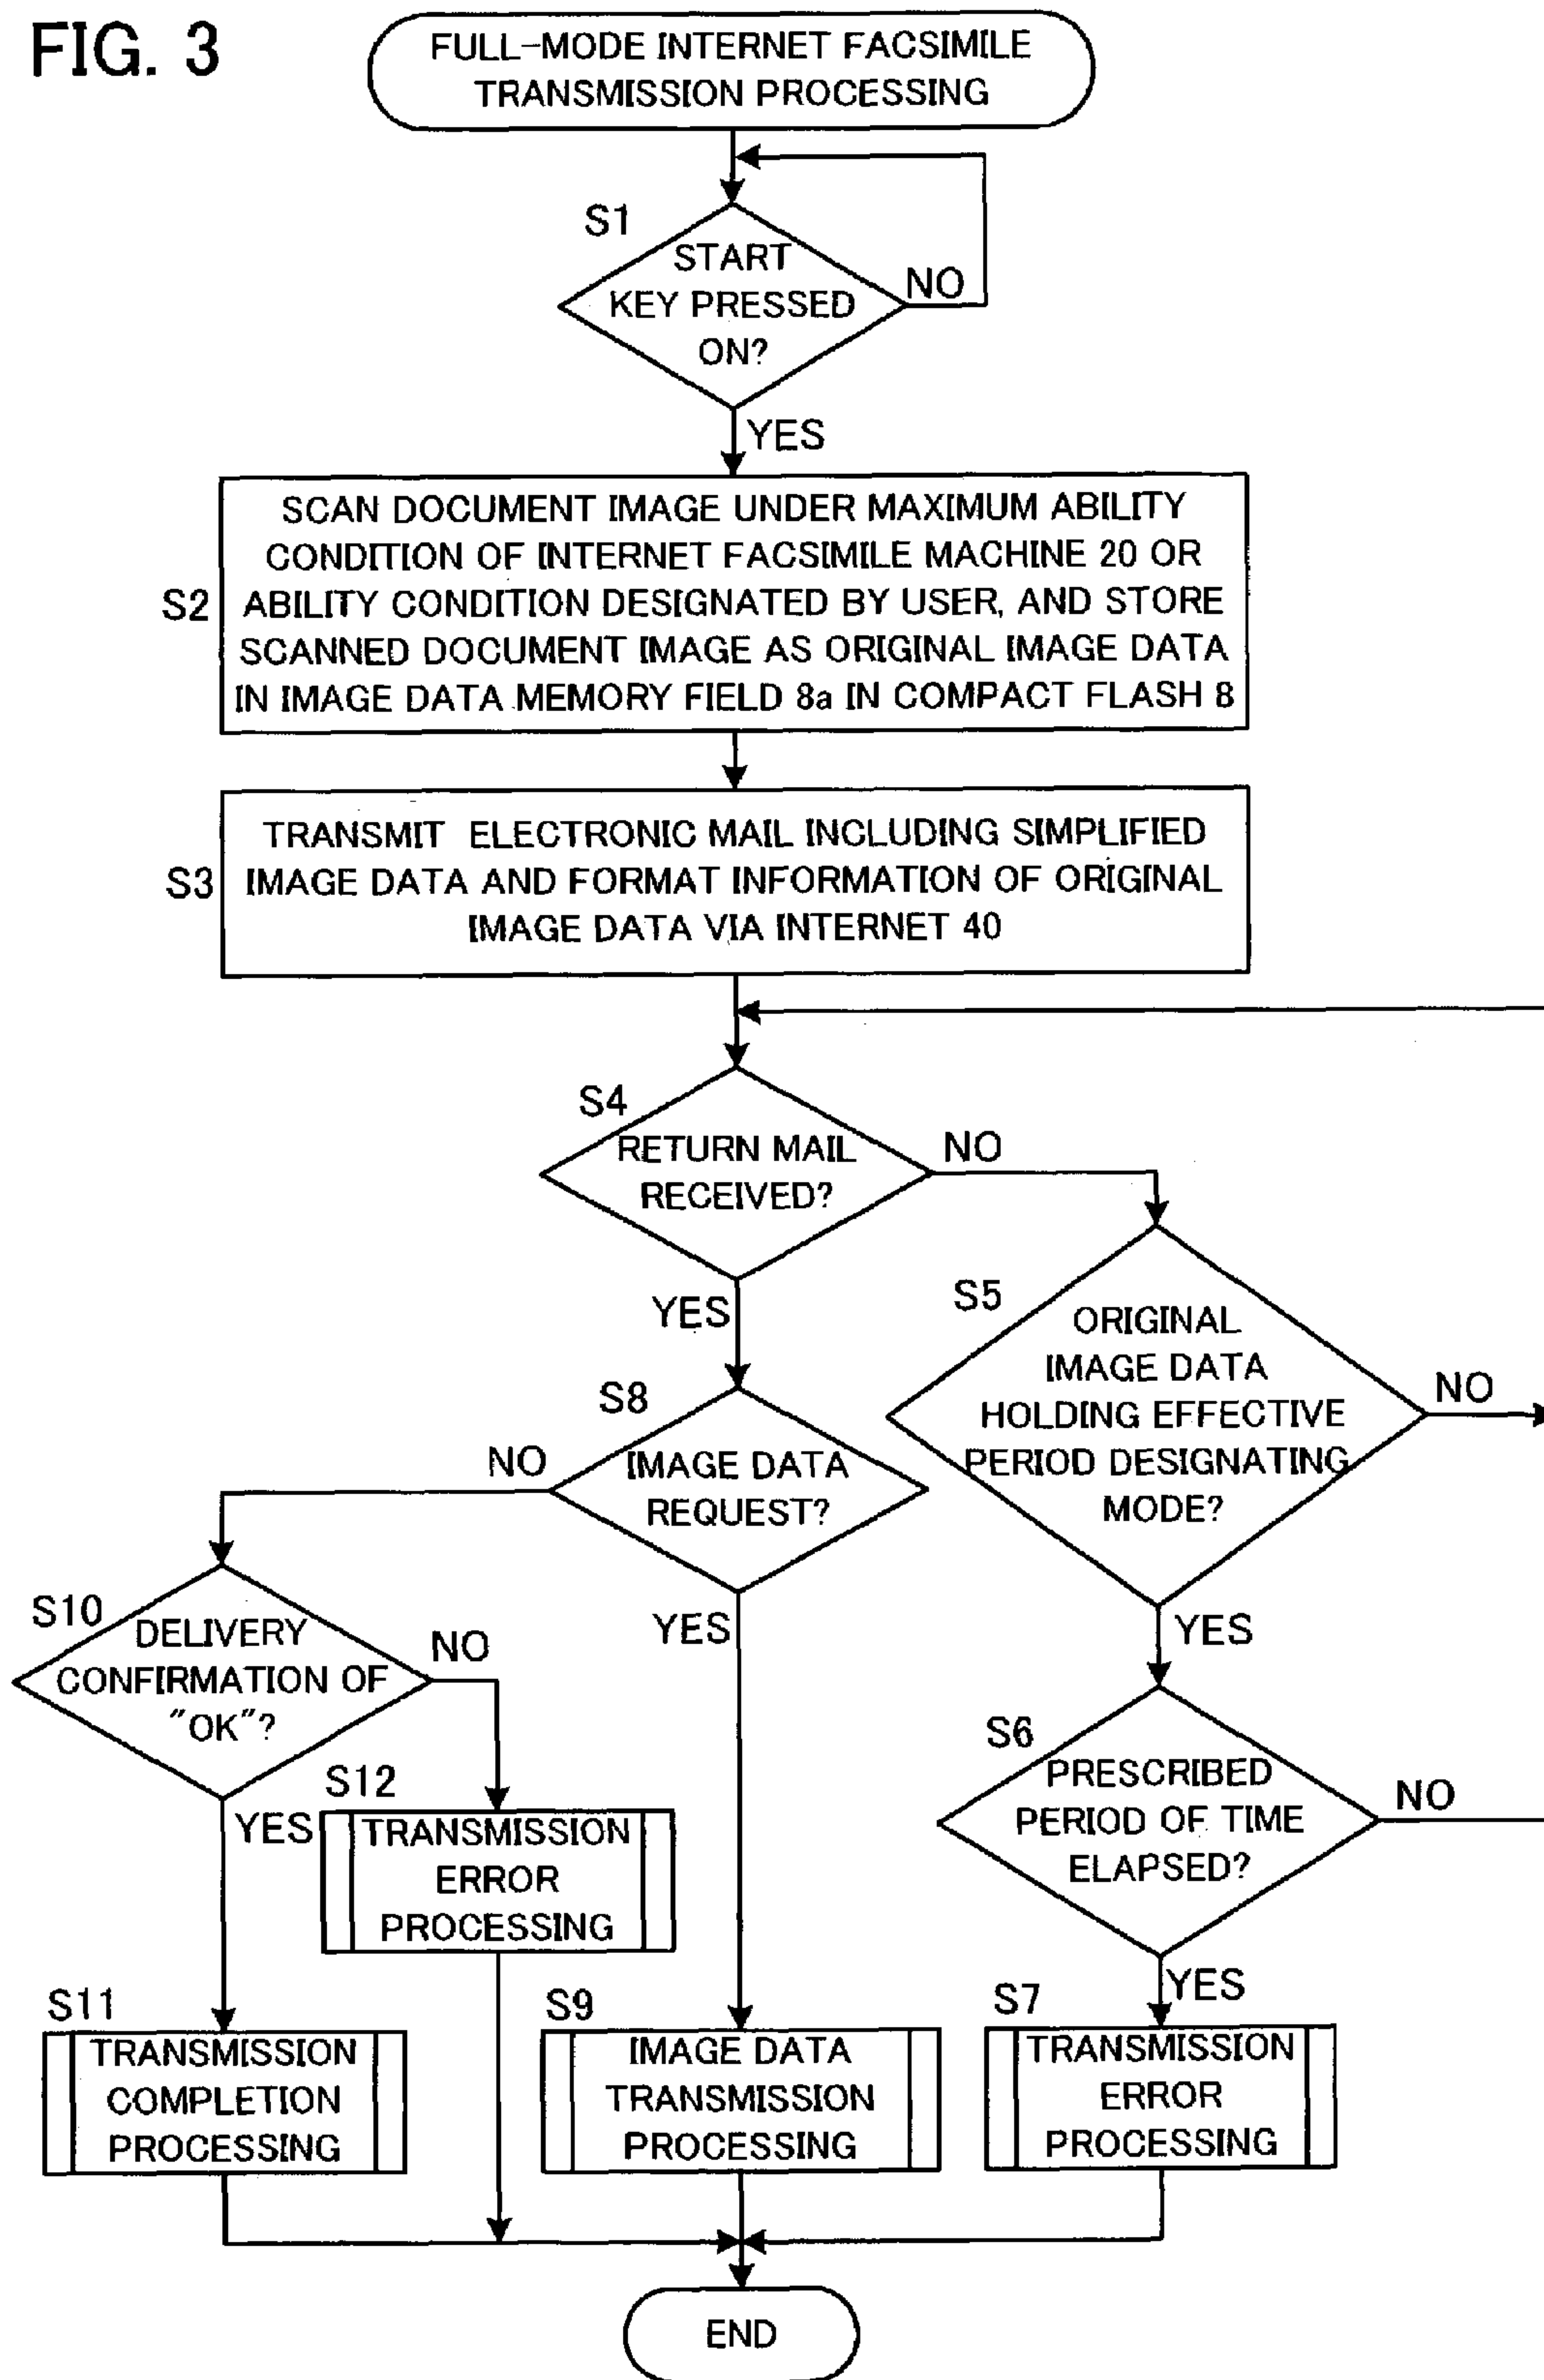 FIG. 3
FULL-MODE INTERNET FACSIMILE
TRANSMISSION PROCESSING
S1
START
KEY PRESSED
ON?
NO
YES
S2
SCAN DOCUMENT IMAGE UNDER MAXIMUM ABILITY
CONDITION OF INTERNET FACSIMILE MACHINE 20 OR
ABILITY CONDITION DESIGNATED BY USER, AND STORE
SCANNED DOCUMENT IMAGE AS ORIGINAL IMAGE DATA
IN IMAGE DATA MEMORY FIELD 8a IN COMPACT FLASH 8
S3
TRANSMIT ELECTRONIC MAIL INCLUDING SIMPLIFIED
IMAGE DATA AND FORMAT INFORMATION OF ORIGINAL
IMAGE DATA VIA INTERNET 40
S4
RETURN MAIL
RECEIVED?
NO
YES
S5
ORIGINAL
IMAGE DATA
HOLDING EFFECTIVE
PERIOD DESIGNATING
MODE?
NO
YES
S8
IMAGE DATA
REQUEST?
NO
YES
S10
DELIVERY
CONFIRMATION OF
"OK"?
NO
YES
S6
PRESCRIBED
PERIOD OF TIME
ELAPSED?
NO
YES
S12
TRANSMISSION
ERROR
PROCESSING
S11
TRANSMISSION
COMPLETION
PROCESSING
S9
IMAGE DATA
TRANSMISSION
PROCESSING
S7
TRANSMISSION
ERROR
PROCESSING
END